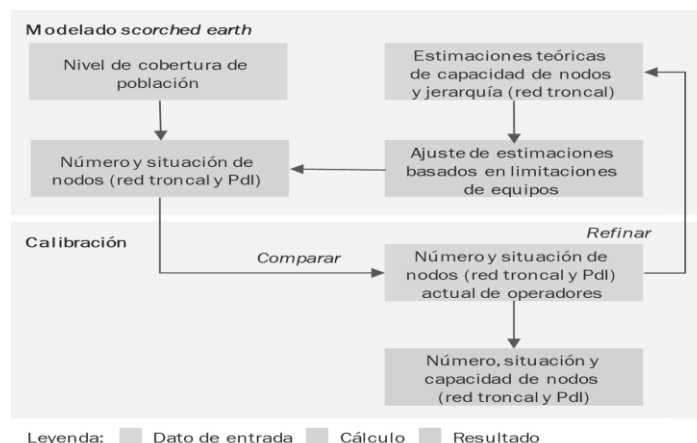 Modelado scorched earth
Nivel de cobertura de
población
Estimaciones teóricas
de capacidad de nodos
y jerarquía (red troncal)
Número y situación de
nodos (red troncal y PdI)
Ajuste de estimaciones
basados en limitaciones
de equipos
Calibración
Comparar
Refinar
Número y situación de
nodos (red troncal y PdI)
actual de operadores
Número, situación y
capacidad de nodos
(red troncal y PdI)
Leyenda: Dato de entrada Cálculo Resultado